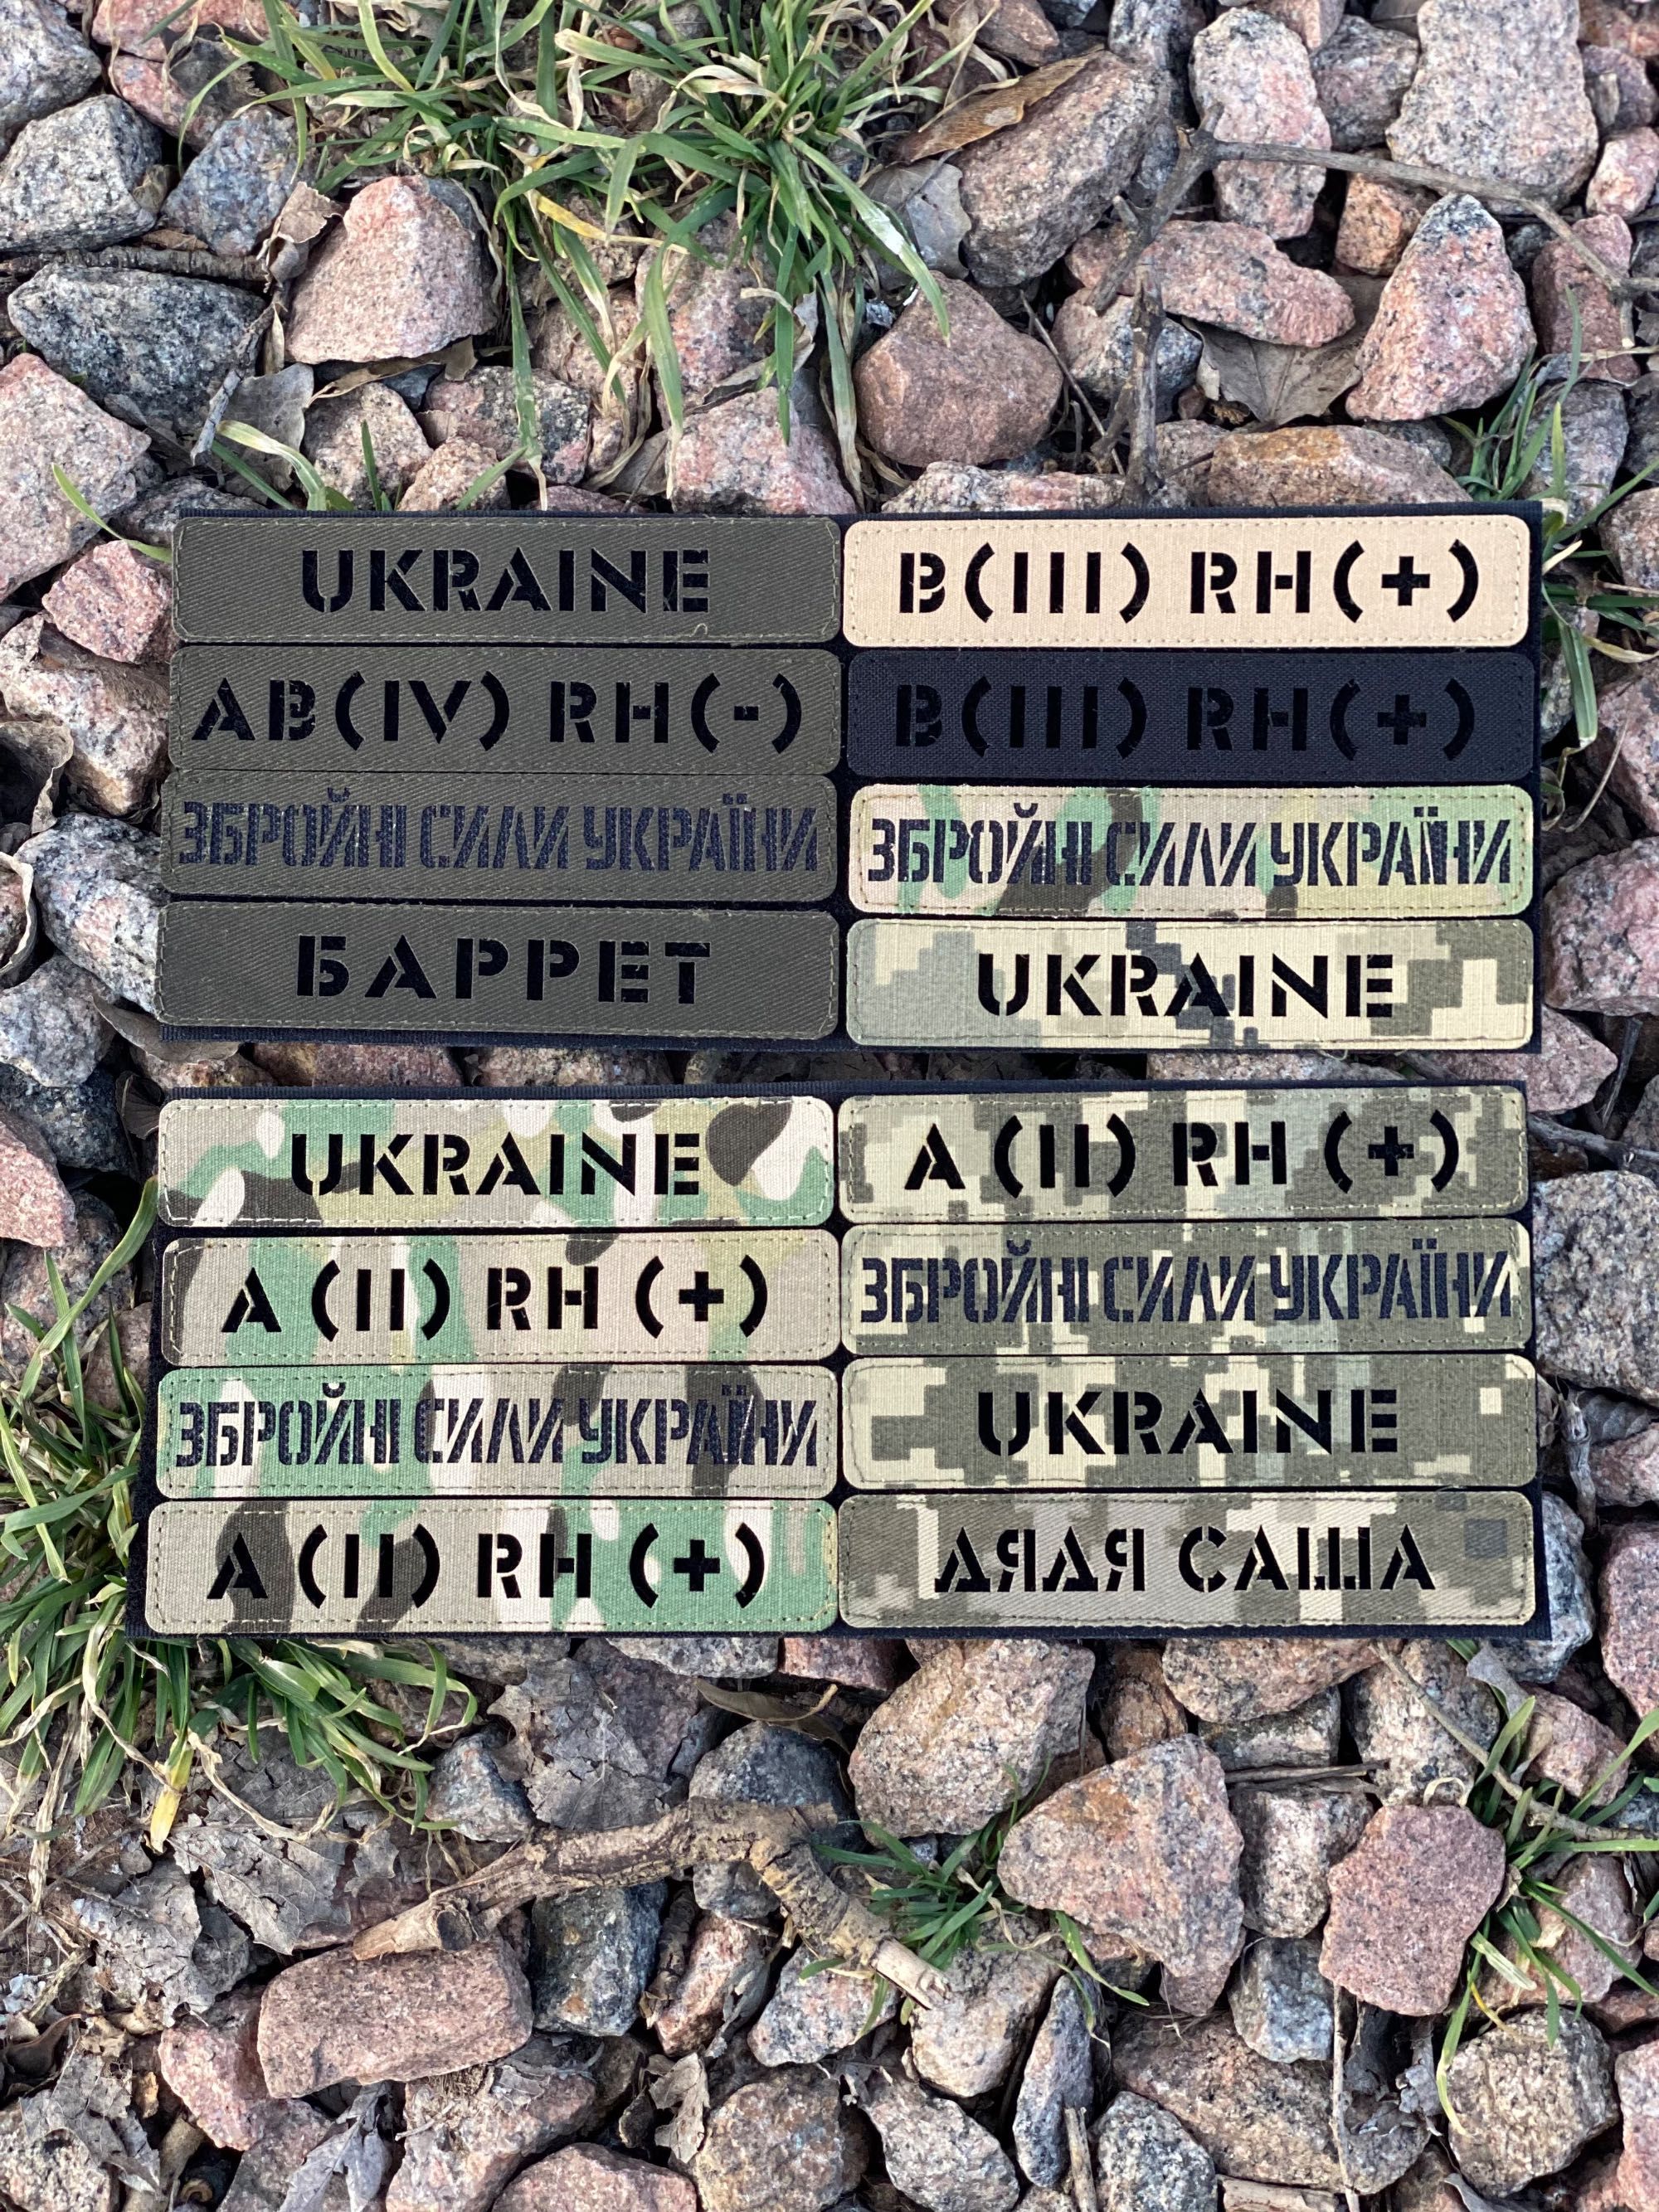 UKRAINE
AB(IV) RH(-)
ЗБРОЙНІ СИЛИ УКРАЇНИ
БАРРЕТ
B(III) RH(+)
B(III) RH(+)
ЗБРОЙНІ СИЛИ УКРАЇНИ
UKRAINE
UKRAINE
A (II) RH (+)
ЗБРОЙНІ СИЛИ УКРАЇНИ
A (II) RH (+)
A (II) RH (+)
ЗБРОЙНІ СИЛИ УКРАЇНИ
UKRAINE
ДЯДЯ САША